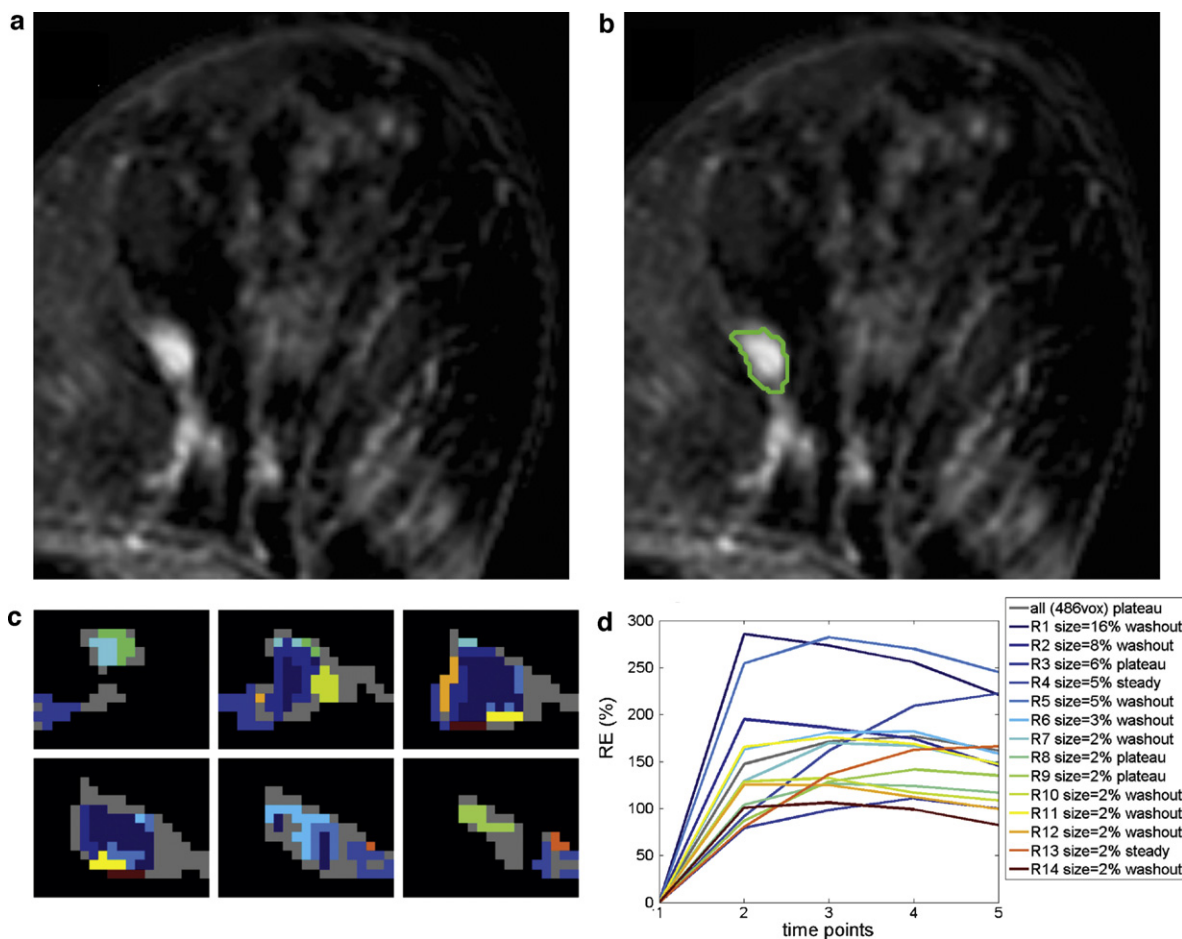 a
b
c
d
RE (%)
300
250
200
150
100
50
0
1
2
3
4
5
time points
all (486vox) plateau
R1 size=16% washout
R2 size=8% washout
R3 size=6% plateau
R4 size=5% steady
R5 size=5% washout
R6 size=3% washout
R7 size=2% washout
R8 size=2% plateau
R9 size=2% plateau
R10 size=2% washout
R11 size=2% washout
R12 size=2% washout
R13 size=2% steady
R14 size=2% washout